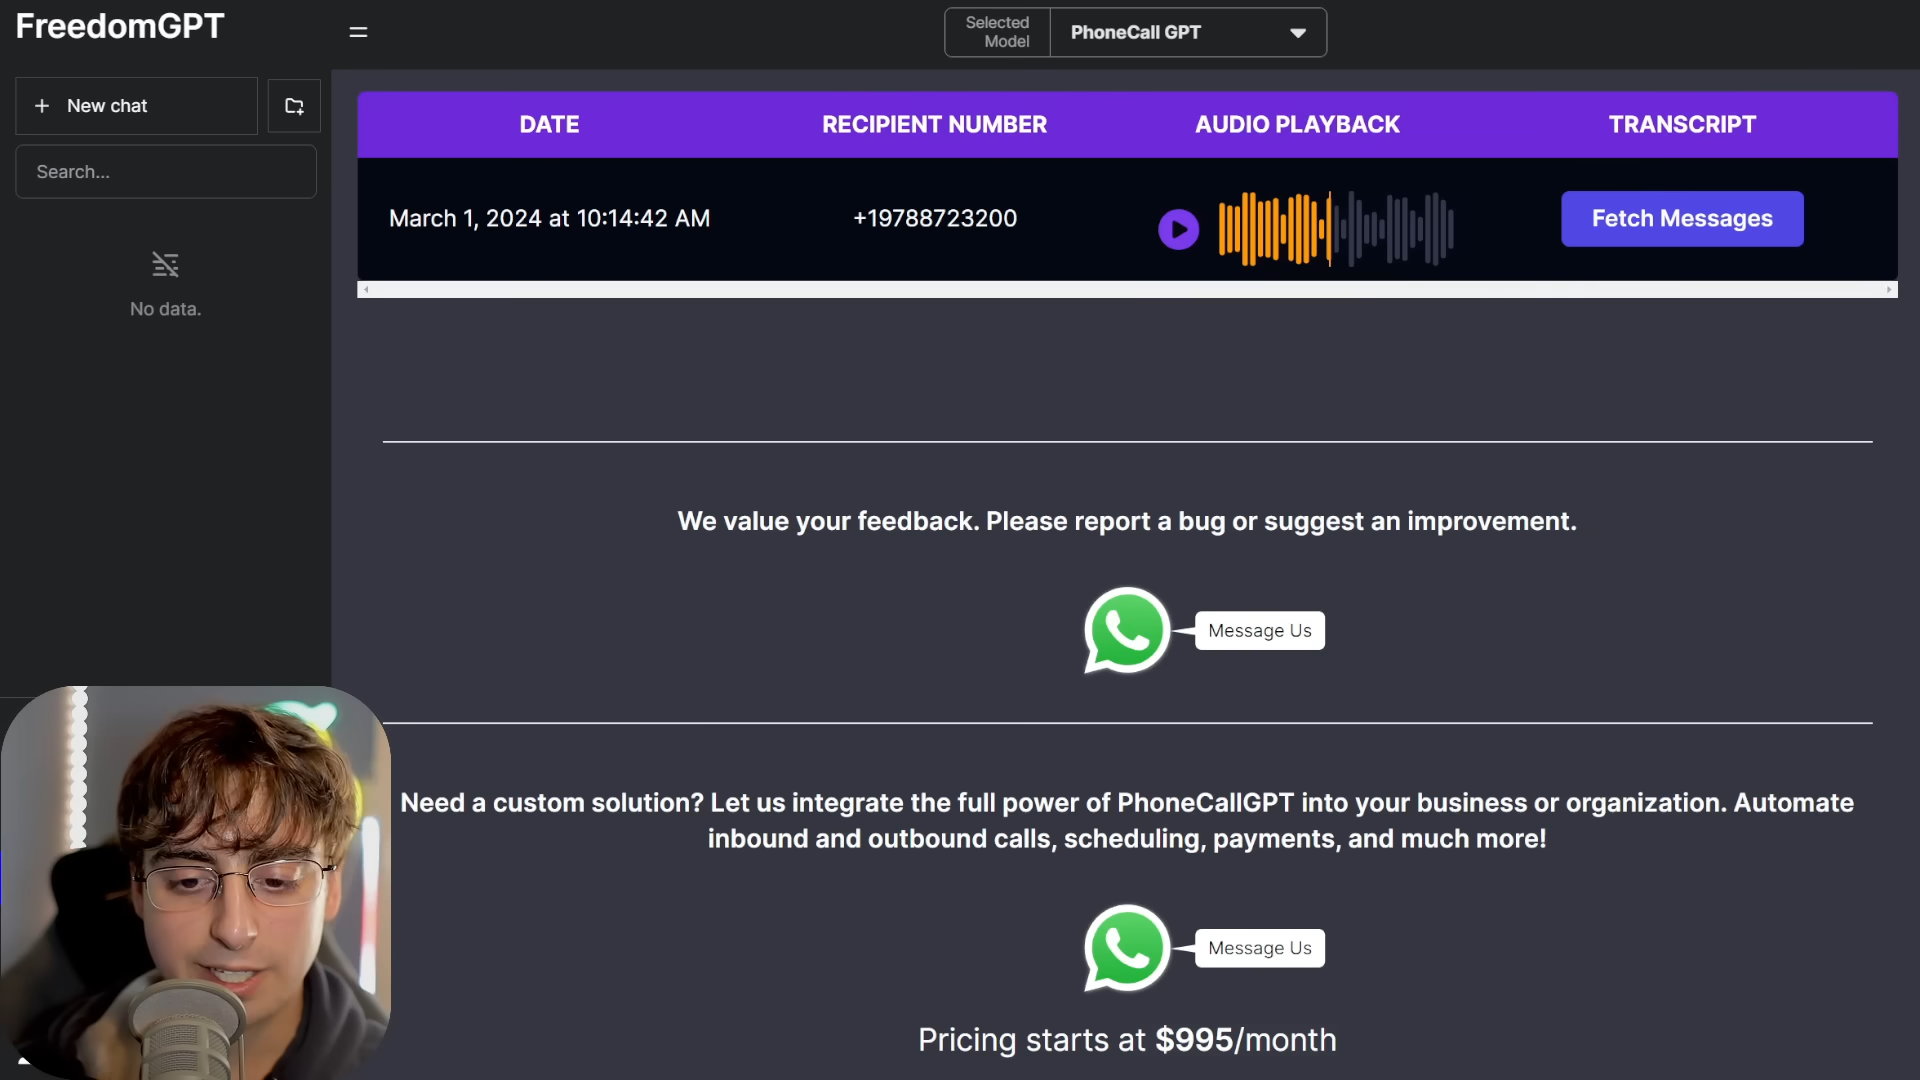 FreedomGPT
Selected Model
PhoneCall GPT
New chat
Search...
No data.
DATE
RECIPIENT NUMBER
AUDIO PLAYBACK
TRANSCRIPT
March 1, 2024 at 10:14:42 AM
+19788723200
Fetch Messages
We value your feedback. Please report a bug or suggest an improvement.
Message Us
Need a custom solution? Let us integrate the full power of PhoneCallGPT into your business or organization. Automate
inbound and outbound calls, scheduling, payments, and much more!
Message Us
Pricing starts at $995/month